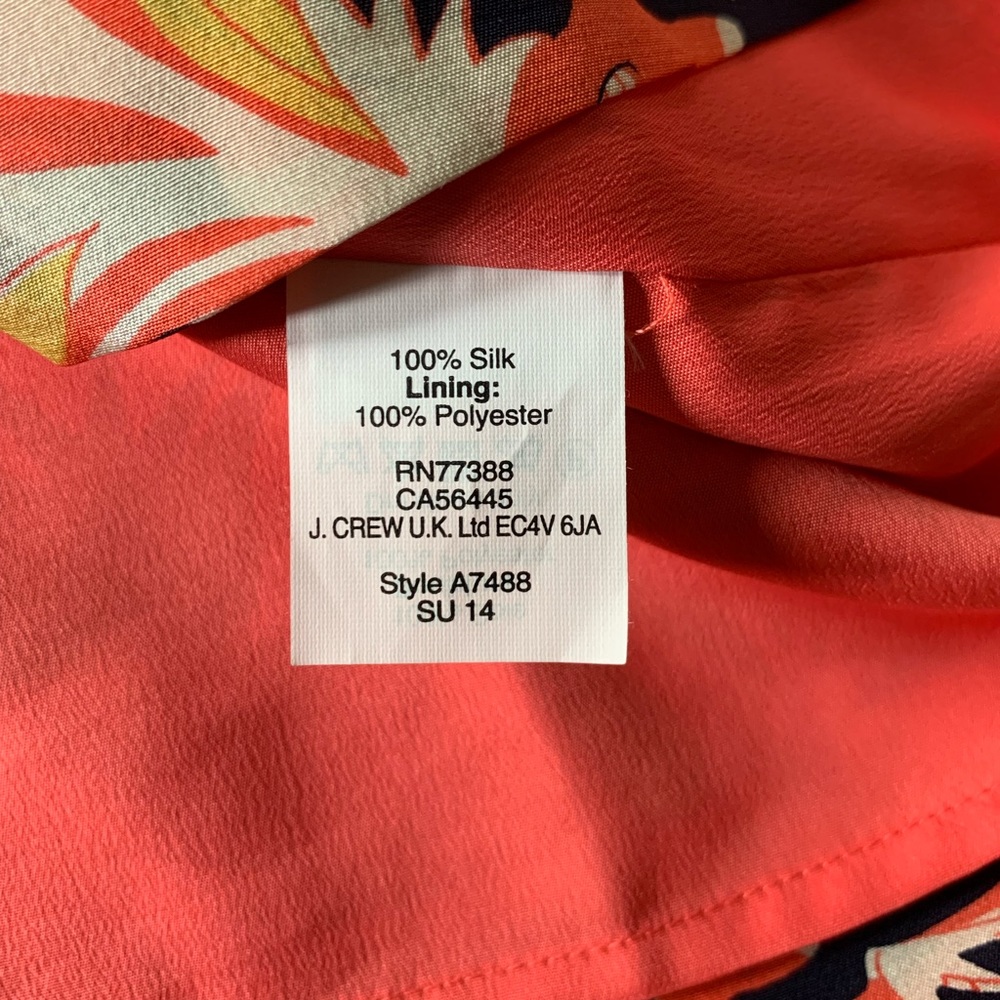 100% Silk
Lining:
100% Polyester
RN77388
CA56445
J. CREW U.K. Ltd EC4V 6JA
Style A7488
SU 14